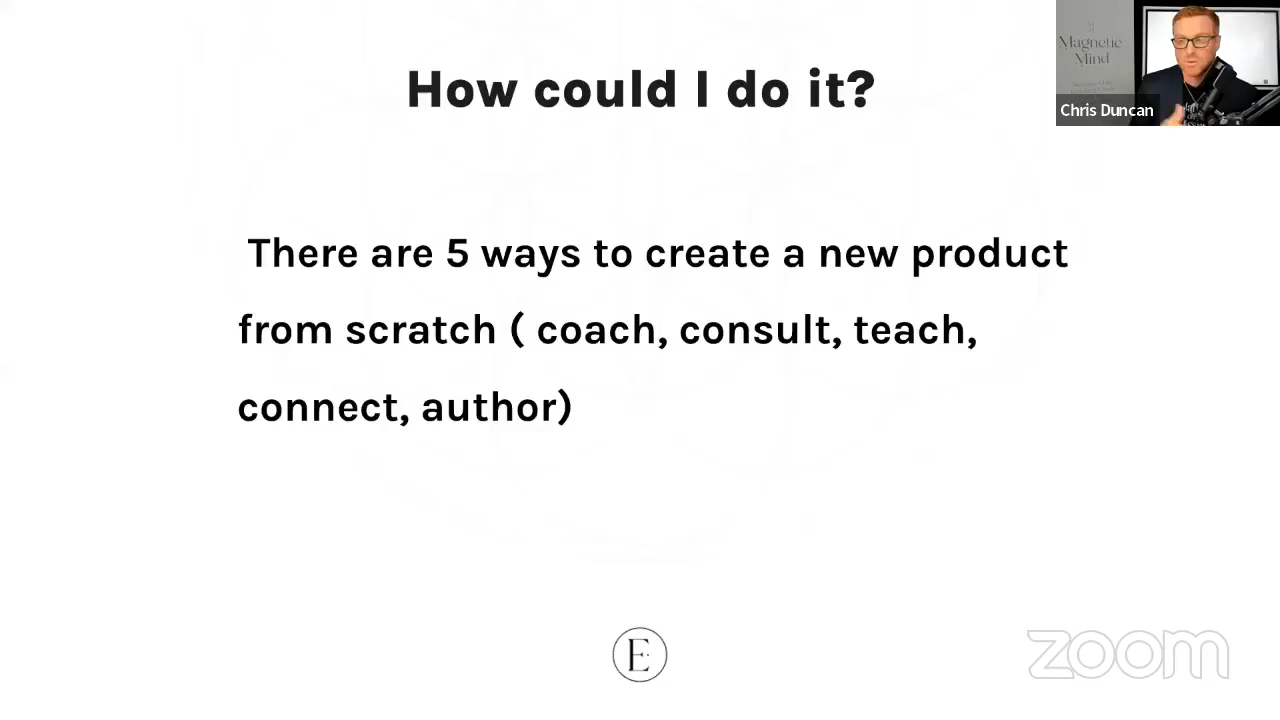 How could I do it?
Magnetic
Mind
Chris Duncan
There are 5 ways to create a new product
from scratch ( coach, consult, teach,
connect, author)
E
zoom